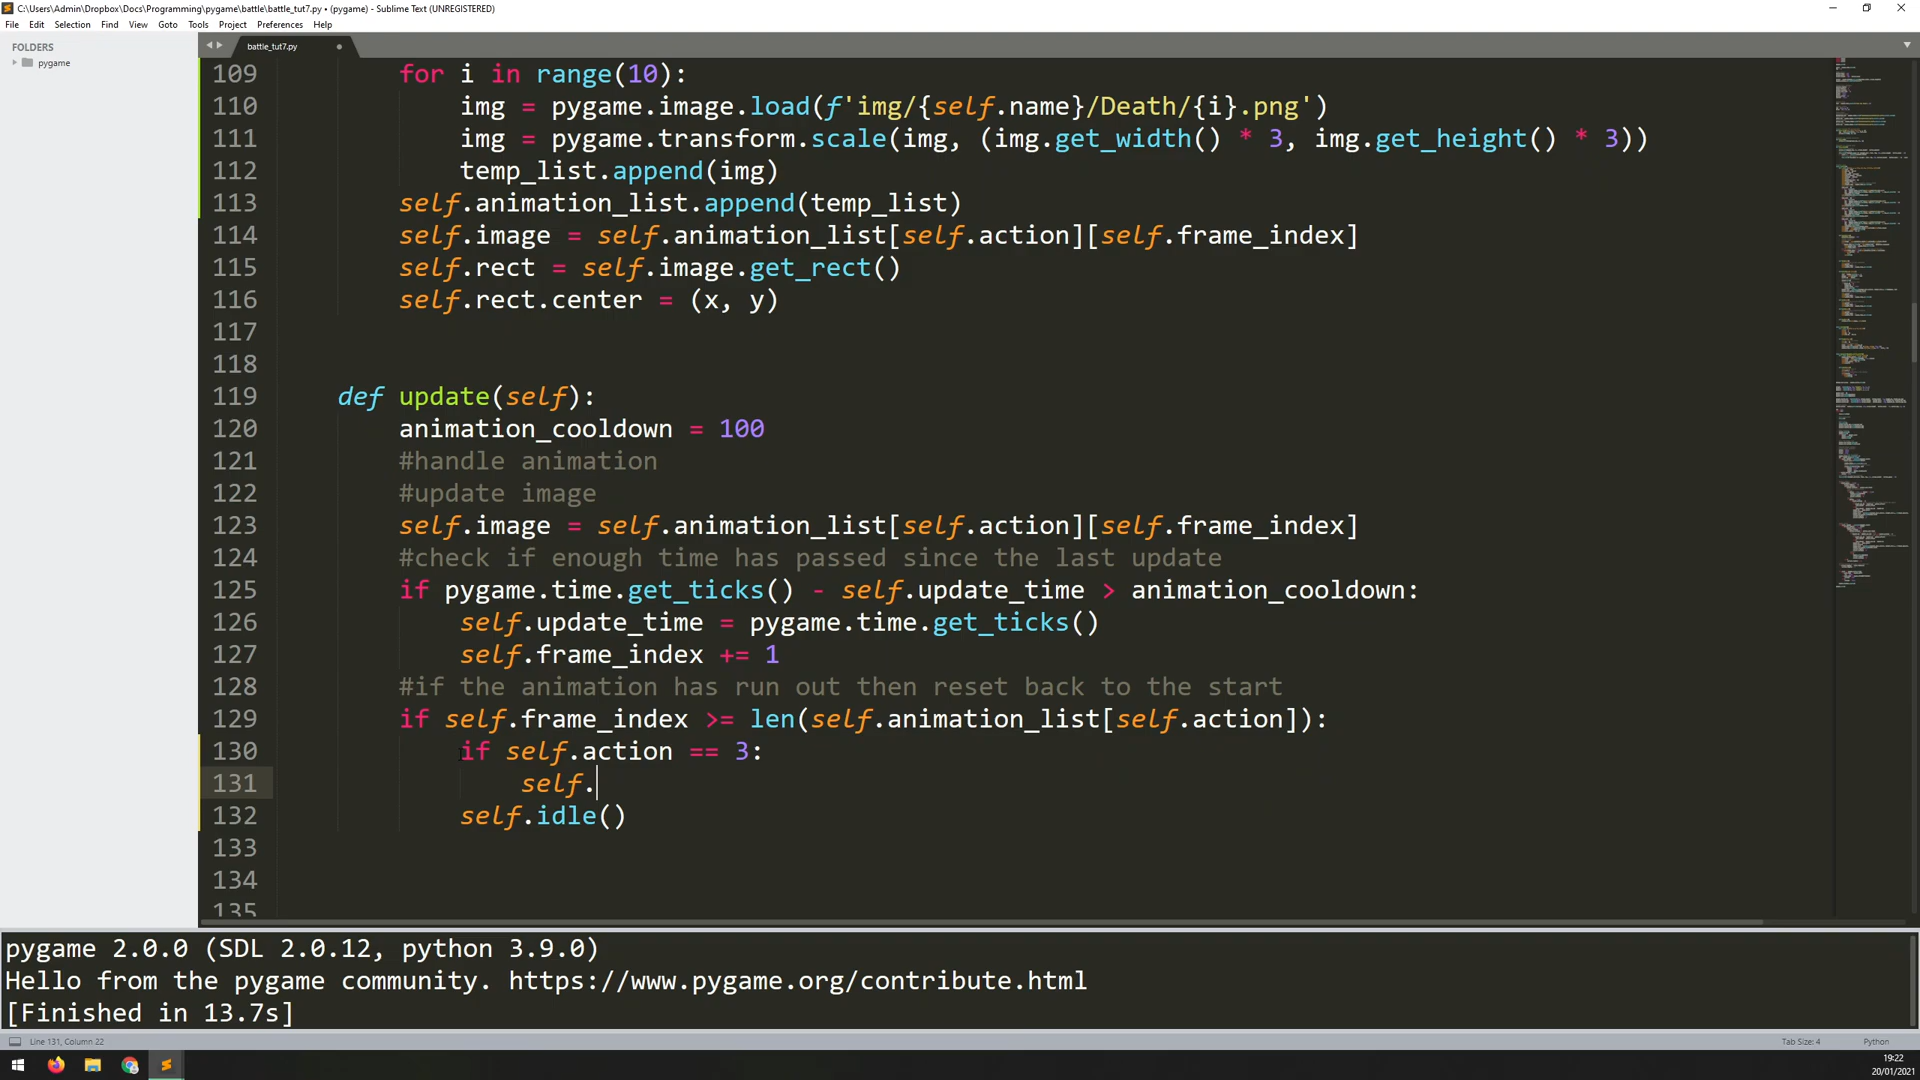 C:\Users\Admin\Dropbox\Docs\Programming\pygame\battle\battle_tut7.py • (pygame) - Sublime Text (UNREGISTERED)
File Edit Selection Find View Goto Tools Project Preferences Help
FOLDERS
pygame
battle_tut7.py
109 for i in range(10):
110 img = pygame.image.load(f'img/{self.name}/Death/{i}.png')
111 img = pygame.transform.scale(img, (img.get_width() * 3, img.get_height() * 3))
112 temp_list.append(img)
113 self.animation_list.append(temp_list)
114 self.image = self.animation_list[self.action][self.frame_index]
115 self.rect = self.image.get_rect()
116 self.rect.center = (x, y)
117
118
119 def update(self):
120 animation_cooldown = 100
121 #handle animation
122 #update image
123 self.image = self.animation_list[self.action][self.frame_index]
124 #check if enough time has passed since the last update
125 if pygame.time.get_ticks() - self.update_time > animation_cooldown:
126 self.update_time = pygame.time.get_ticks()
127 self.frame_index += 1
128 #if the animation has run out then reset back to the start
129 if self.frame_index >= len(self.animation_list[self.action]):
130 if self.action == 3:
131 self.
132 self.idle()
133
134
135
pygame 2.0.0 (SDL 2.0.12, python 3.9.0)
Hello from the pygame community. https://www.pygame.org/contribute.html
[Finished in 13.7s]
Line 131, Column 22
Tab Size: 4
Python
19:22
20/01/2021